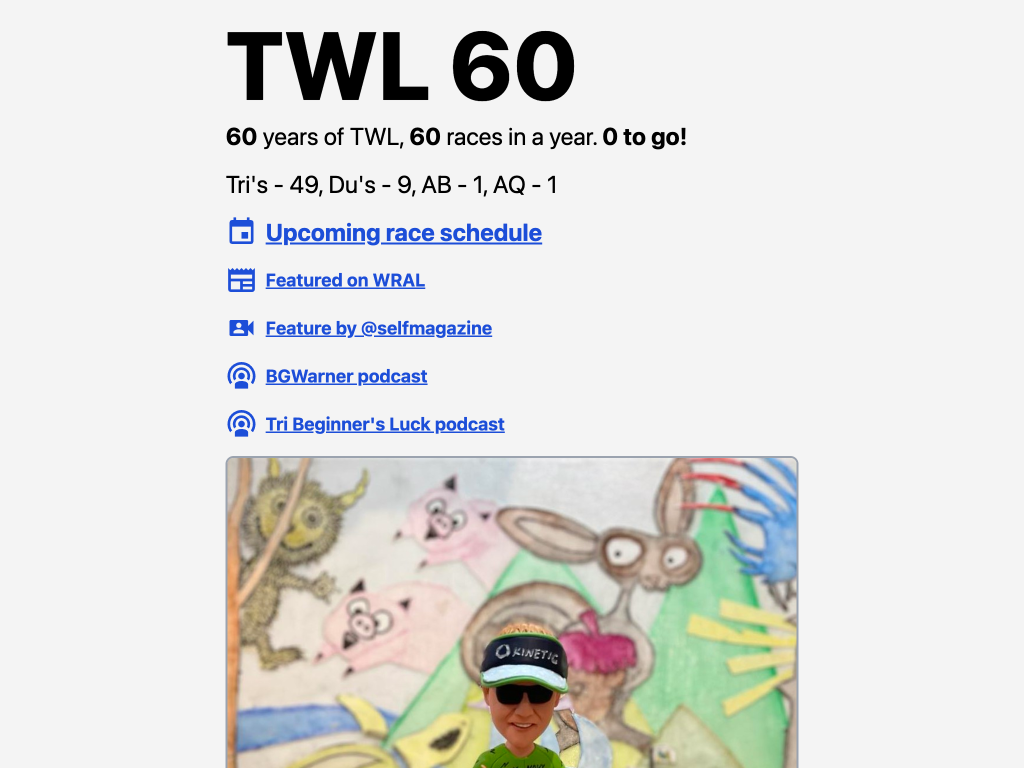 TWL 60
60 years of TWL, 60 races in a year. 0 to go!
Tri's - 49, Du's - 9, AB - 1, AQ - 1
Upcoming race schedule
Featured on WRAL
Feature by @selfmagazine
BGWarner podcast
Tri Beginner's Luck podcast
KINETIC